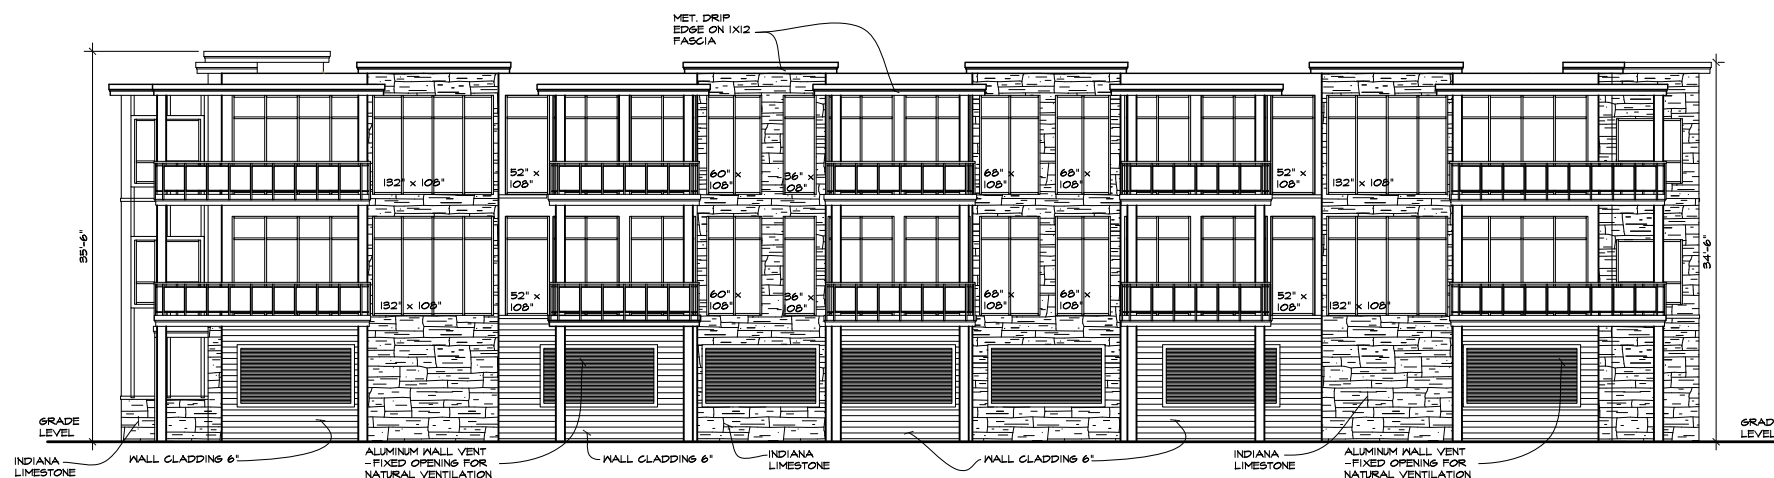 MET. DRIP
EDGE ON 1X12
FASCIA
35'-6"
34'-6"
132" x 108"
52" x
108"
60" x
108"
36" x
108"
68" x
108"
68" x
108"
52" x
108"
132" x 108"
132" x 108"
52" x
108"
60" x
108"
36" x
108"
68" x
108"
68" x
108"
52" x
108"
132" x 108"
GRADE
LEVEL
GRAD
LEVEL
INDIANA
LIMESTONE
WALL CLADDING 6"
ALUMINUM WALL VENT
-FIXED OPENING FOR
NATURAL VENTILATION
WALL CLADDING 6"
INDIANA
LIMESTONE
WALL CLADDING 6"
INDIANA
LIMESTONE
ALUMINUM WALL VENT
-FIXED OPENING FOR
NATURAL VENTILATION